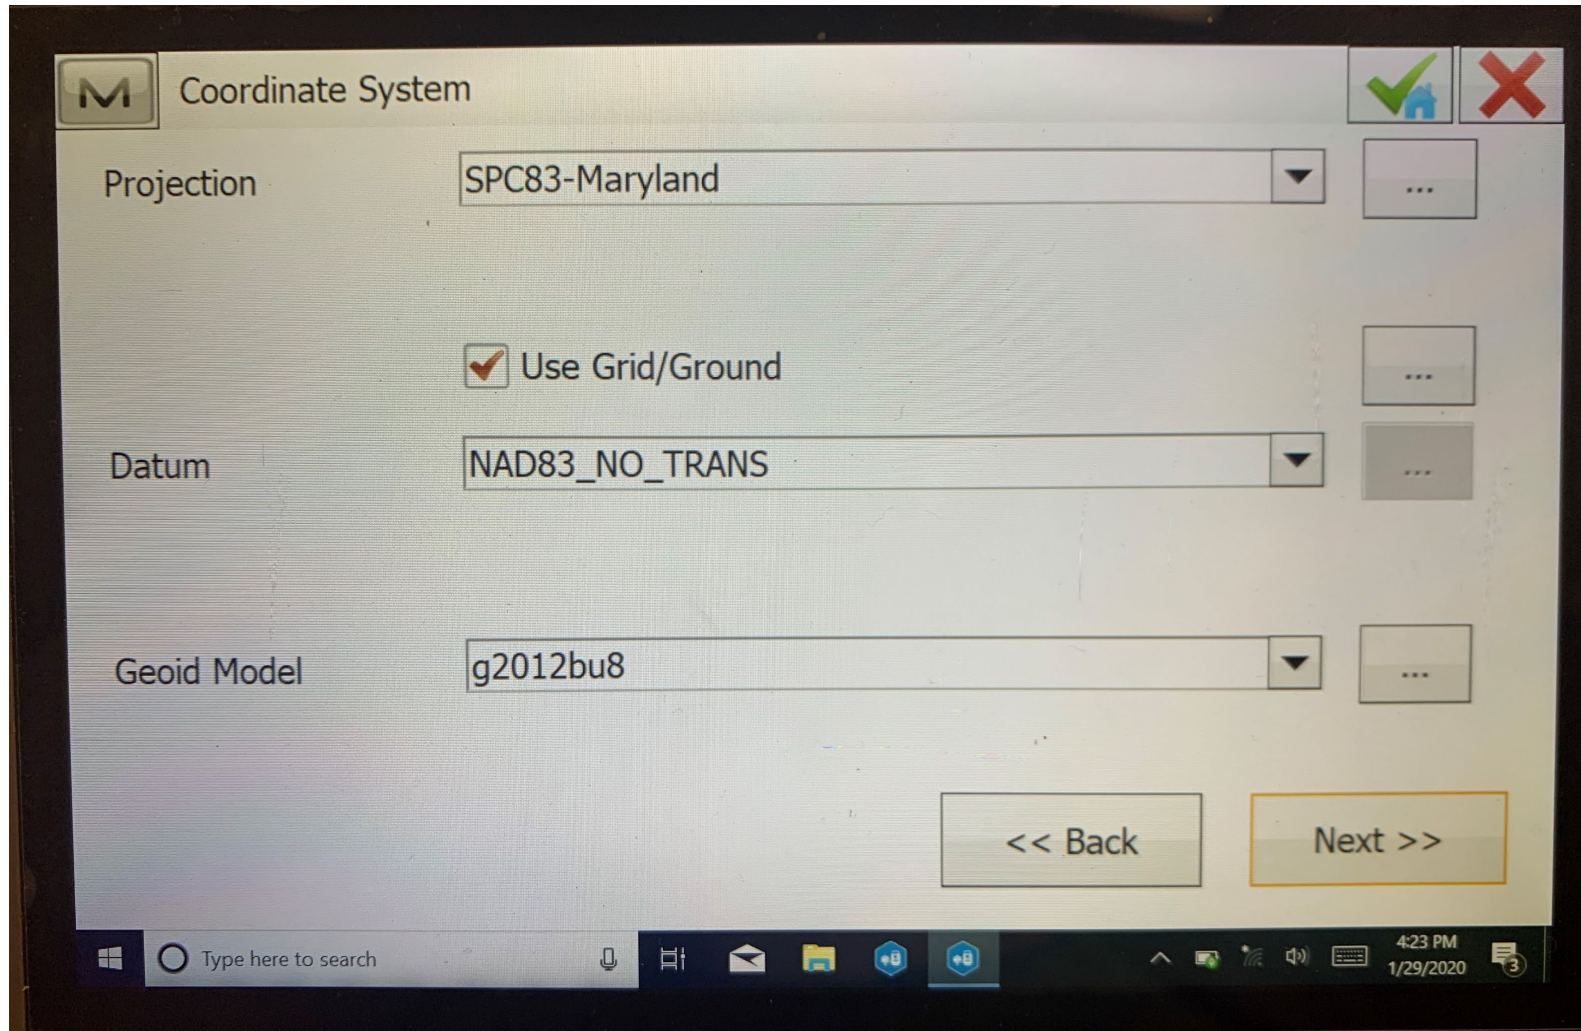 M Coordinate System
Projection SPC83-Maryland ...
Use Grid/Ground ...
Datum NAD83_NO_TRANS ...
Geoid Model g2012bu8 ...
<< Back Next >>
Type here to search
4:23 PM
1/29/2020
3